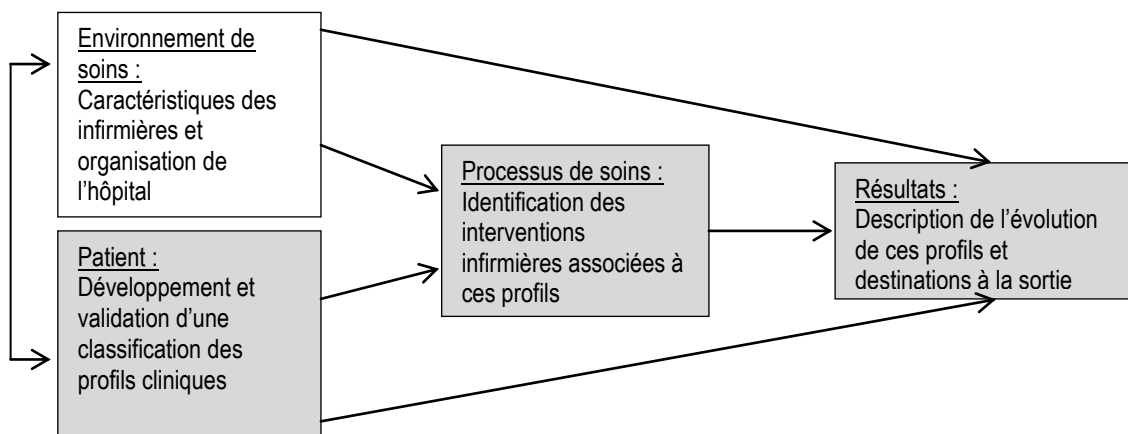 Environnement de
soins :
Caractéristiques des
infirmières et
organisation de
l’hôpital
Patient :
Développement et
validation d’une
classification des
profils cliniques
Processus de soins :
Identification des
interventions
infirmières associées à
ces profils
Résultats :
Description de l’évolution
de ces profils et
destinations à la sortie